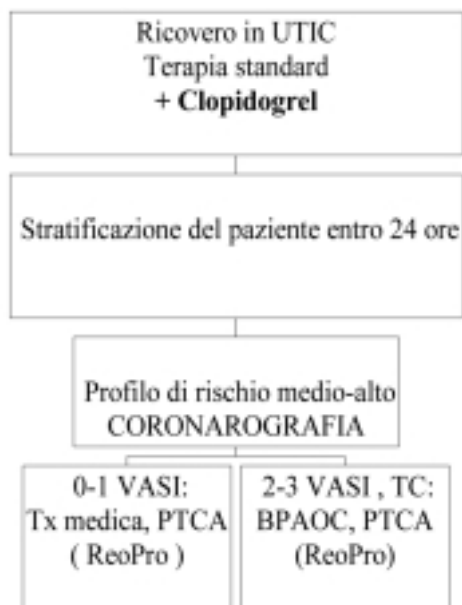 Ricovero in UTIC
Terapia standard
+ Clopidogrel
Stratificazione del paziente entro 24 ore
Profilo di rischio medio-alto
CORONAROGRAFIA
0-1 VASI:
Tx medica, PTCA
( ReoPro )
2-3 VASI , TC:
BPAOC, PTCA
(ReoPro)